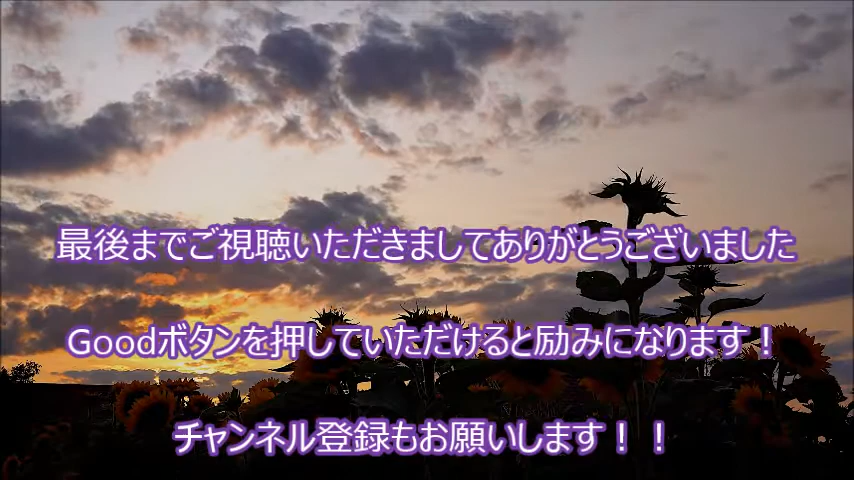 最後までご視聴いただきましてありがとうございました
Goodボタンを押していただけると励みになります！
チャンネル登録もお願いします！！